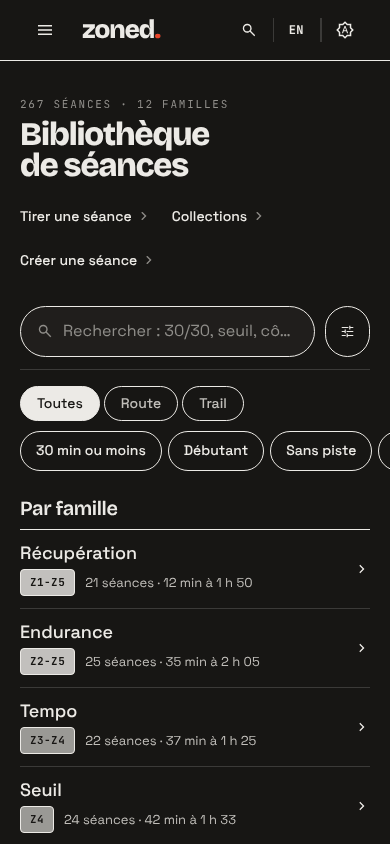 zoned.
EN
A
267 SÉANCES · 12 FAMILLES
Bibliothèque
de séances
Tirer une séance
Collections
Créer une séance
Rechercher : 30/30, seuil, cô…
Toutes
Route
Trail
30 min ou moins
Débutant
Sans piste
Par famille
Récupération
Z1-Z5 21 séances · 12 min à 1 h 50
Endurance
Z2-Z5 25 séances · 35 min à 2 h 05
Tempo
Z3-Z4 22 séances · 37 min à 1 h 25
Seuil
Z4 24 séances · 42 min à 1 h 33